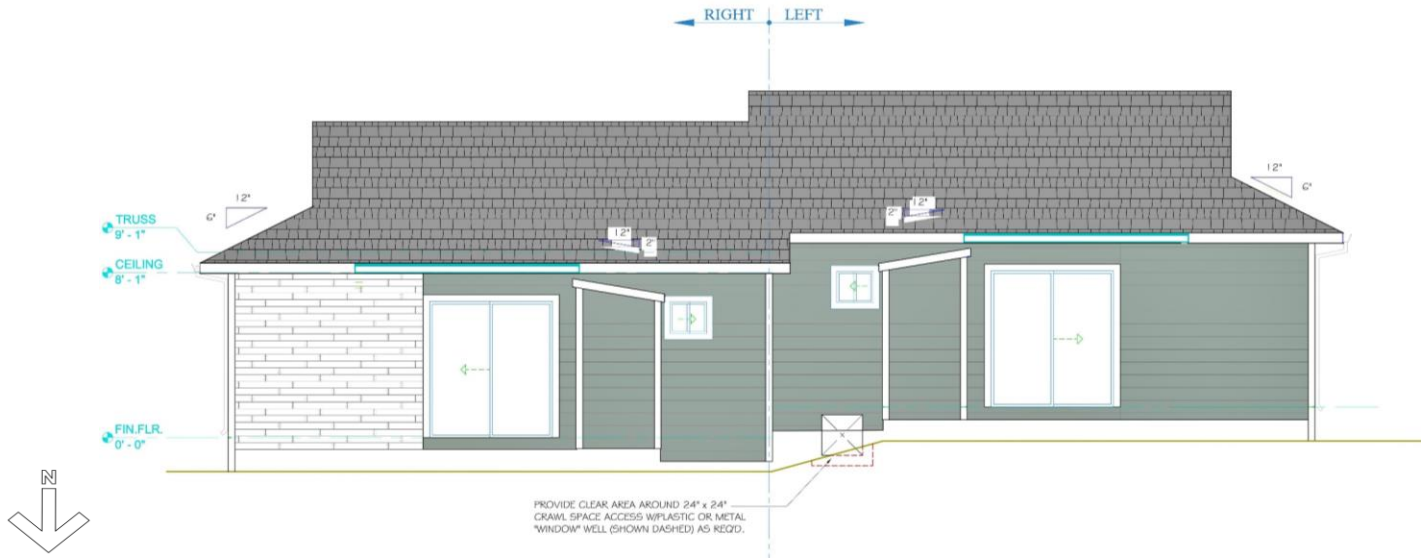 RIGHT LEFT
12"
6"
12"
6"
12"
2"
2"
12"
TRUSS
9' - 1"
CEILING
8' - 1"
FIN.FLR.
0' - 0"
N
PROVIDE CLEAR AREA AROUND 24" x 24"
CRAWL SPACE ACCESS W/PLASTIC OR METAL
"WINDOW" WELL (SHOWN DASHED) AS REQ'D.